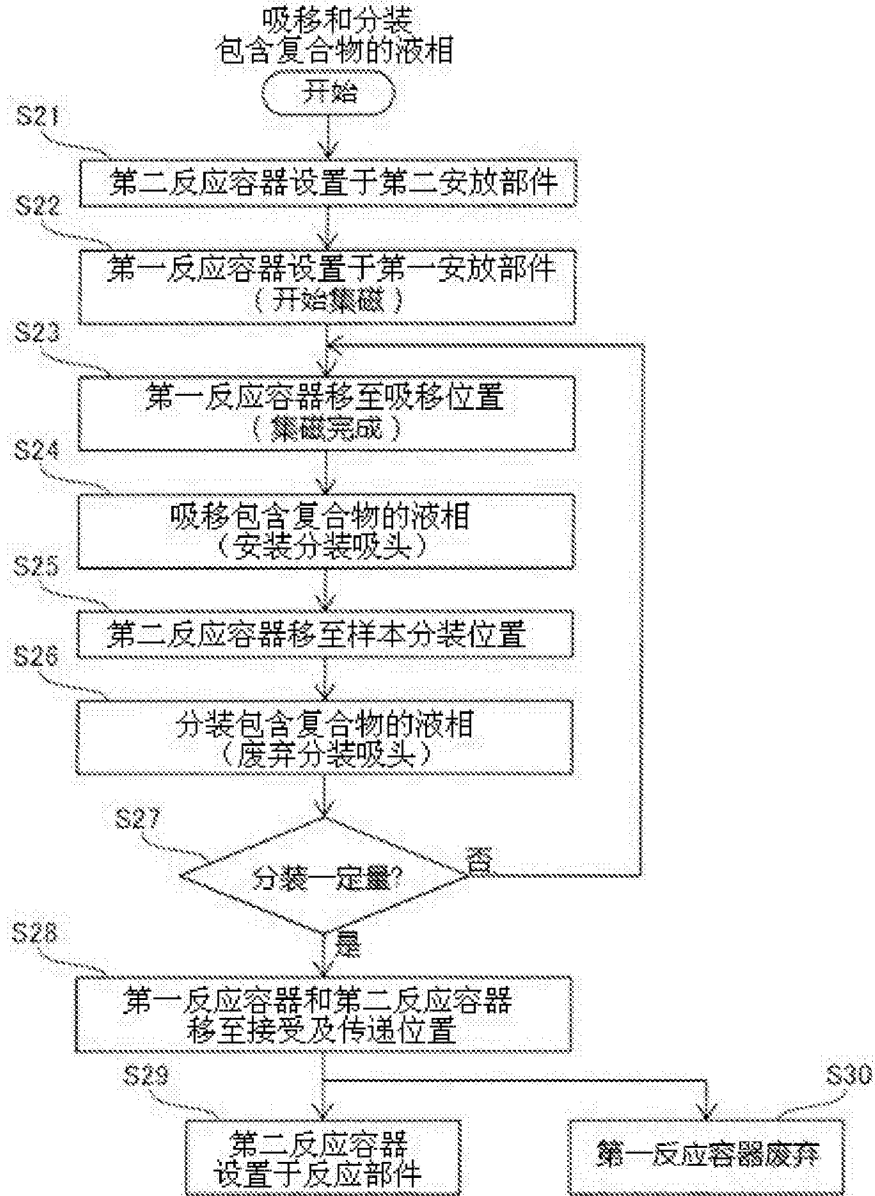 吸移和分装
包含复合物的液相
开始
S21
第二反应容器设置于第二安放部件
S22
第一反应容器设置于第一安放部件
(开始集磁)
S23
第一反应容器移至吸移位置
(集磁完成)
S24
吸移包含复合物的液相
(安装分装吸头)
S25
第二反应容器移至样本分装位置
S26
分装包含复合物的液相
(废弃分装吸头)
S27
分装一定量?
否
是
S28
第一反应容器和第二反应容器
移至接受及传递位置
S29
第二反应容器
设置于反应部件
S30
第一反应容器废弃